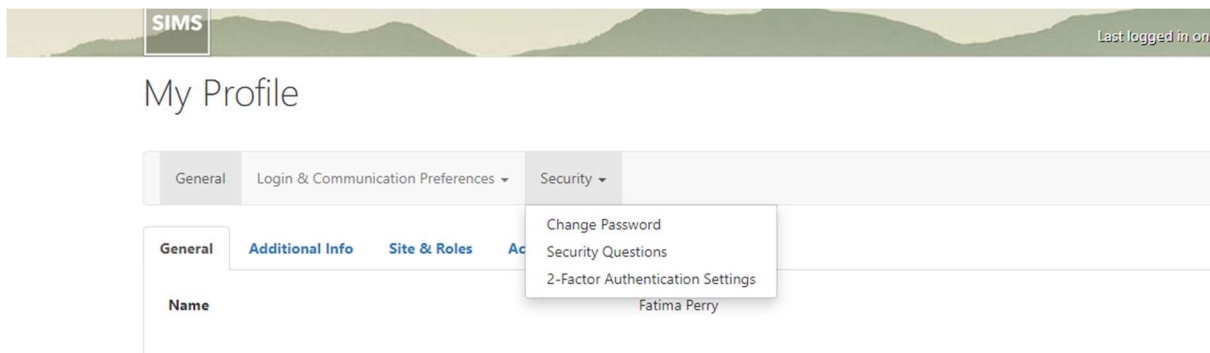 SIMS
Last logged in on
My Profile
General Login & Communication Preferences Security
Change Password
General Additional Info Site & Roles Ac
Security Questions
2-Factor Authentication Settings
Name Fatima Perry